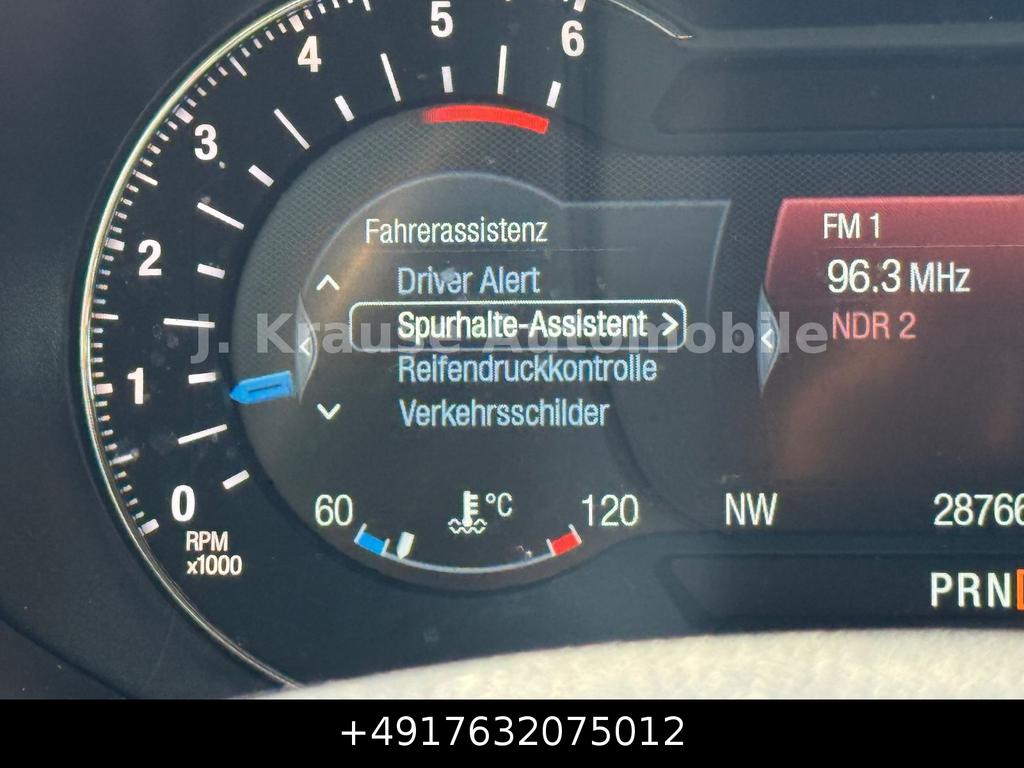 5
4
6
3
2
1
0
RPM
x1000
Fahrerassistenz
Driver Alert
Spurhalte-Assistent >
Reifendruckkontrolle
Verkehrsschilder
60
°C
120
FM 1
96.3 MHz
NDR 2
NW
28766
PRN
J. Krause Automobile
+4917632075012